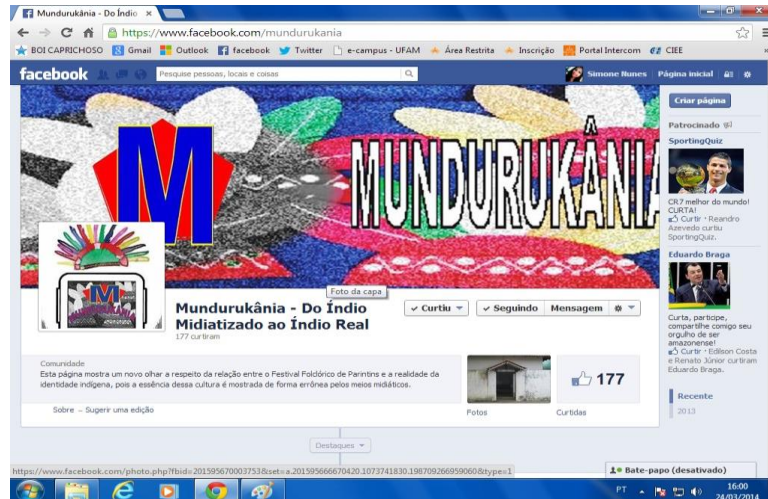 Mundurukânia - Do Índio
https://www.facebook.com/mundurukania
BOI CAPRICHOSO Gmail Outlook facebook Twitter e-campus - UFAM Área Restrita Inscrição Portal Intercom CIEE
facebook Pesquise pessoas, locais e coisas Simone Nunes Página inicial
M MUNDURUKÂNIA
M
Foto da capa
Mundurukânia - Do Índio
Midiatizado ao Índio Real
177 curtiram
Curtiu Seguindo Mensagem
Comunidade
Esta página mostra um novo olhar a respeito da relação entre o Festival Folclórico de Parintins e a realidade da
identidade indígena, pois a essência dessa cultura é mostrada de forma errônea pelos meios midiáticos.
Sobre - Sugerir uma edição
177
Fotos Curtidas
Destaques
Criar página
Patrocinado
SportingQuiz
CR7 melhor do mundo!
CURTA!
Curtir · Reandro
Azevedo curtiu
SportingQuiz.
Eduardo Braga
Curta, participe,
compartilhe comigo seu
orgulho de ser
amazonense!
Curtir · Edilson Costa
e Renato Júnior curtiram
Eduardo Braga.
Recente
2013
https://www.facebook.com/photo.php?fbid=201595670003753&set=a.201595666670420.1073741830.198709266959060&type=1
Bate-papo (desativado)
PT 16:00
24/03/2014